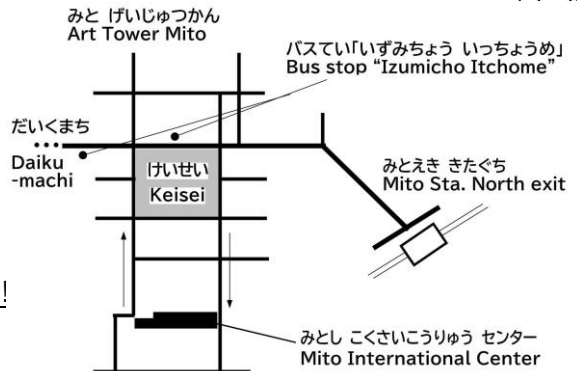 みと げいじゅつかん
Art Tower Mito
バスてい「いずみちょう いっちょうめ」
Bus stop “Izumicho Itchome”
だいくまち
Daiku
-machi
けいせい
Keisei
みとえき きたぐち
Mito Sta. North exit
!
みとし こくさいこうりゅう センター
Mito International Center